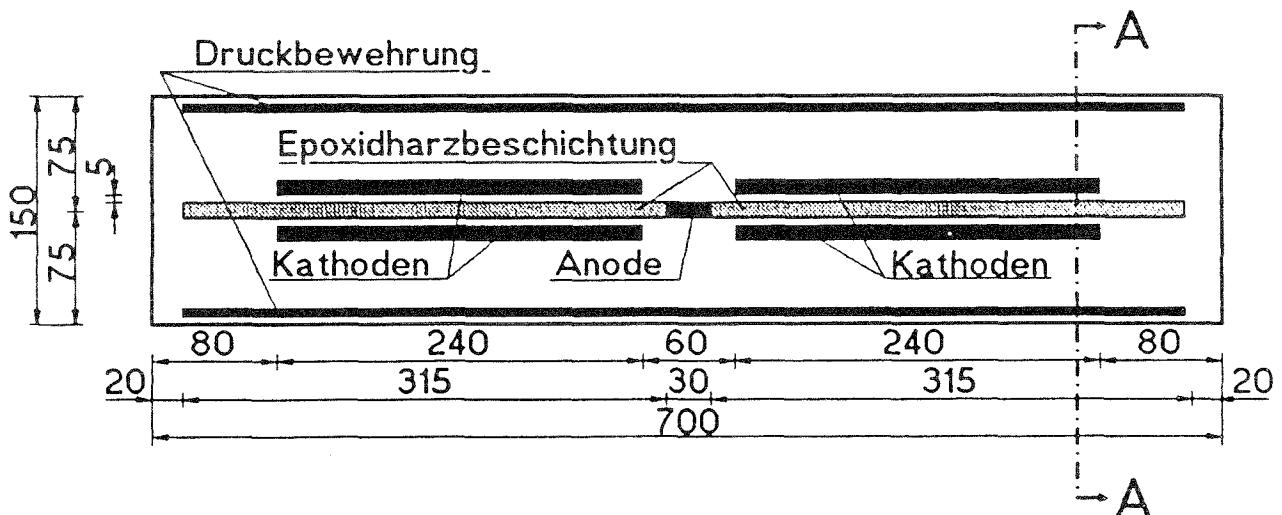 A
Druckbewehrung
Epoxidharzbeschichtung
150
75
75
5
Kathoden
Anode
Kathoden
80
240
60
240
80
20
315
30
315
20
700
A